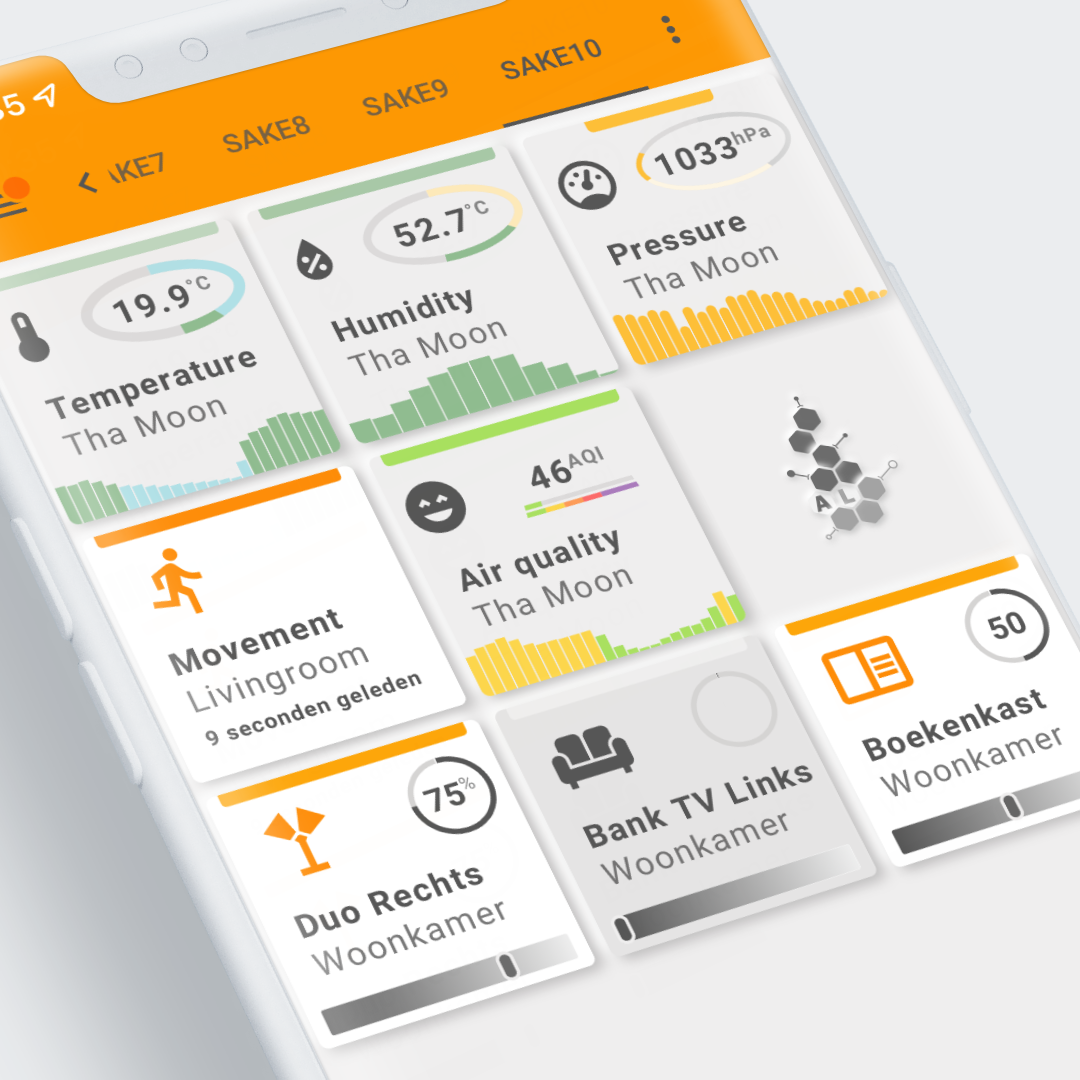 35
AKE7
SAKE8
SAKE9
SAKE10
19.9°C
Temperature
Tha Moon
52.7°C
Humidity
Tha Moon
1033hPa
Pressure
Tha Moon
Movement
Livingroom
9 seconden geleden
46AQI
Air quality
Tha Moon
A L
75%
Duo Rechts
Woonkamer
Bank TV Links
Woonkamer
50
Boekenkast
Woonkamer